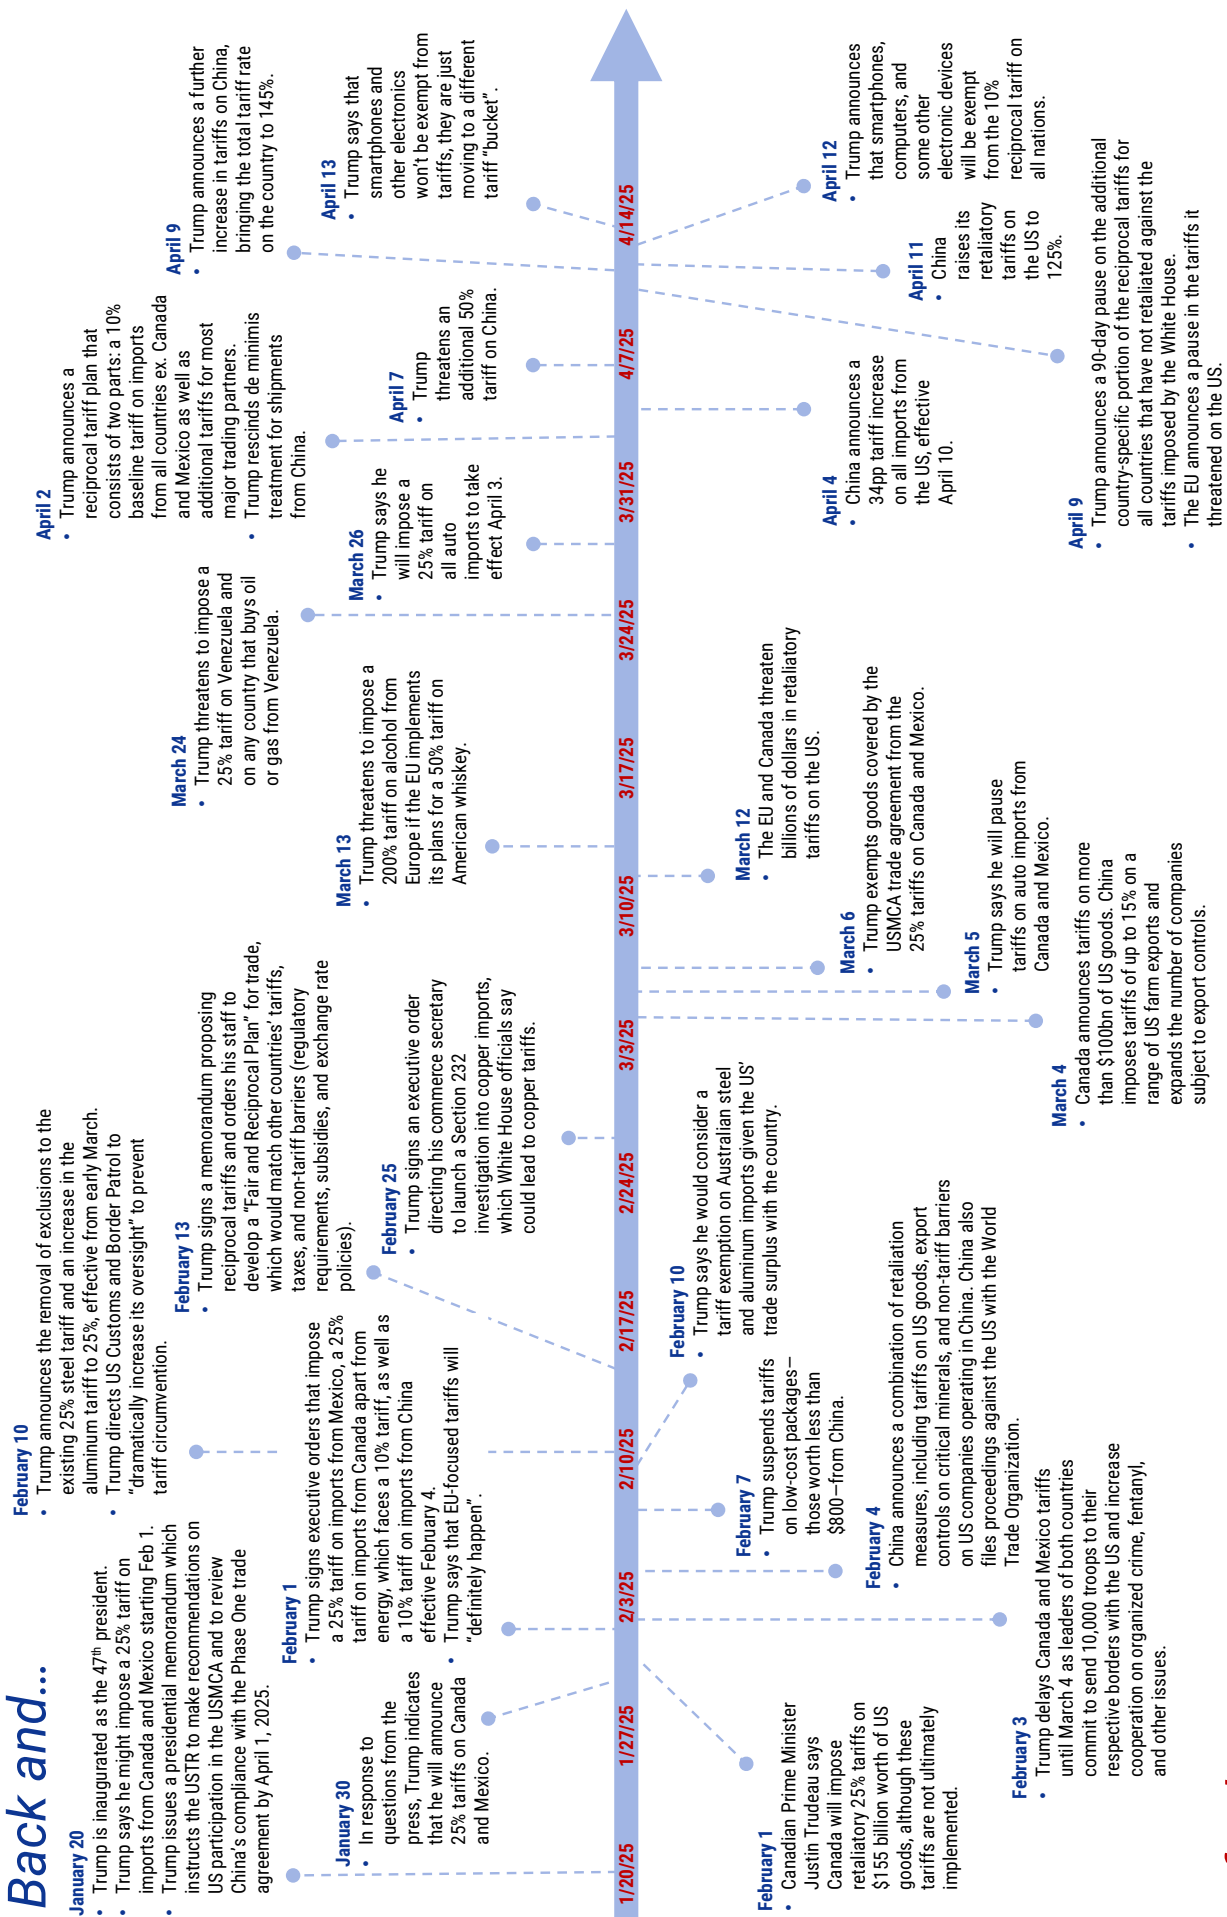 Back and...
January 20
• Trump is inaugurated as the 47th president.
• Trump says he might impose a 25% tariff on
imports from Canada and Mexico starting Feb 1.
• Trump issues a presidential memorandum which
instructs the USTR to make recommendations on
US participation in the USMCA and to review
China's compliance with the Phase One trade
agreement by April 1, 2025.
January 30
• In response to
questions from the
press, Trump indicates
that he will announce
25% tariffs on Canada
and Mexico.
February 1
• Trump signs executive orders that impose
a 25% tariff on imports from Mexico, a 25%
tariff on imports from Canada apart from
energy, which faces a 10% tariff, as well as
a 10% tariff on imports from China
effective February 4.
• Trump says that EU-focused tariffs will
“definitely happen”.
February 10
• Trump announces the removal of exclusions to the
existing 25% steel tariff and an increase in the
aluminum tariff to 25%, effective from early March.
• Trump directs US Customs and Border Patrol to
“dramatically increase its oversight” to prevent
tariff circumvention.
February 13
• Trump signs a memorandum proposing
reciprocal tariffs and orders his staff to
develop a “Fair and Reciprocal Plan” for trade,
which would match other countries’ tariffs,
taxes, and non-tariff barriers (regulatory
requirements, subsidies, and exchange rate
policies).
February 25
• Trump signs an executive order
directing his commerce secretary
to launch a Section 232
investigation into copper imports,
which White House officials say
could lead to copper tariffs.
March 13
• Trump threatens to impose a
200% tariff on alcohol from
Europe if the EU implements
its plans for a 50% tariff on
American whiskey.
March 24
• Trump threatens to impose a
25% tariff on Venezuela and
on any country that buys oil
or gas from Venezuela.
March 26
• Trump says he
will impose a
25% tariff on
all auto
imports to take
effect April 3.
April 2
• Trump announces a
reciprocal tariff plan that
consists of two parts: a 10%
baseline tariff on imports
from all countries ex. Canada
and Mexico as well as
additional tariffs for most
major trading partners.
• Trump rescinds de minimis
treatment for shipments
from China.
April 7
• Trump
threatens an
additional 50%
tariff on China.
April 9
• Trump announces a further
increase in tariffs on China,
bringing the total tariff rate
on the country to 145%.
April 13
• Trump says that
smartphones and
other electronics
won't be exempt from
tariffs, they are just
moving to a different
tariff “bucket”.
1/20/25
1/27/25
2/3/25
2/10/25
2/17/25
2/24/25
3/3/25
3/10/25
3/17/25
3/24/25
3/31/25
4/7/25
4/14/25
February 1
• Canadian Prime Minister
Justin Trudeau says
Canada will impose
retaliatory 25% tariffs on
$155 billion worth of US
goods, although these
tariffs are not ultimately
implemented.
February 3
• Trump delays Canada and Mexico tariffs
until March 4 as leaders of both countries
commit to send 10,000 troops to their
respective borders with the US and increase
cooperation on organized crime, fentanyl,
and other issues.
February 4
• China announces a combination of retaliation
measures, including tariffs on US goods, export
controls on critical minerals, and non-tariff barriers
on US companies operating in China. China also
files proceedings against the US with the World
Trade Organization.
February 7
• Trump suspends tariffs
on low-cost packages—
those worth less than
$800—from China.
February 10
• Trump says he would consider a
tariff exemption on Australian steel
and aluminum imports given the US’
trade surplus with the country.
March 4
• Canada announces tariffs on more
than $100bn of US goods. China
imposes tariffs of up to 15% on a
range of US farm exports and
expands the number of companies
subject to export controls.
March 5
• Trump says he will pause
tariffs on auto imports from
Canada and Mexico.
March 6
• Trump exempts goods covered by the
USMCA trade agreement from the
25% tariffs on Canada and Mexico.
March 12
• The EU and Canada threaten
billions of dollars in retaliatory
tariffs on the US.
April 4
• China announces a
34pp tariff increase
on all imports from
the US, effective
April 10.
April 9
• Trump announces a 90-day pause on the additional
country-specific portion of the reciprocal tariffs for
all countries that have not retaliated against the
tariffs imposed by the White House.
• The EU announces a pause in the tariffs it
threatened on the US.
April 11
• China
raises its
retaliatory
tariffs on
the US to
125%.
April 12
• Trump announces
that smartphones,
computers, and
some other
electronic devices
will be exempt
from the 10%
reciprocal tariff on
all nations.